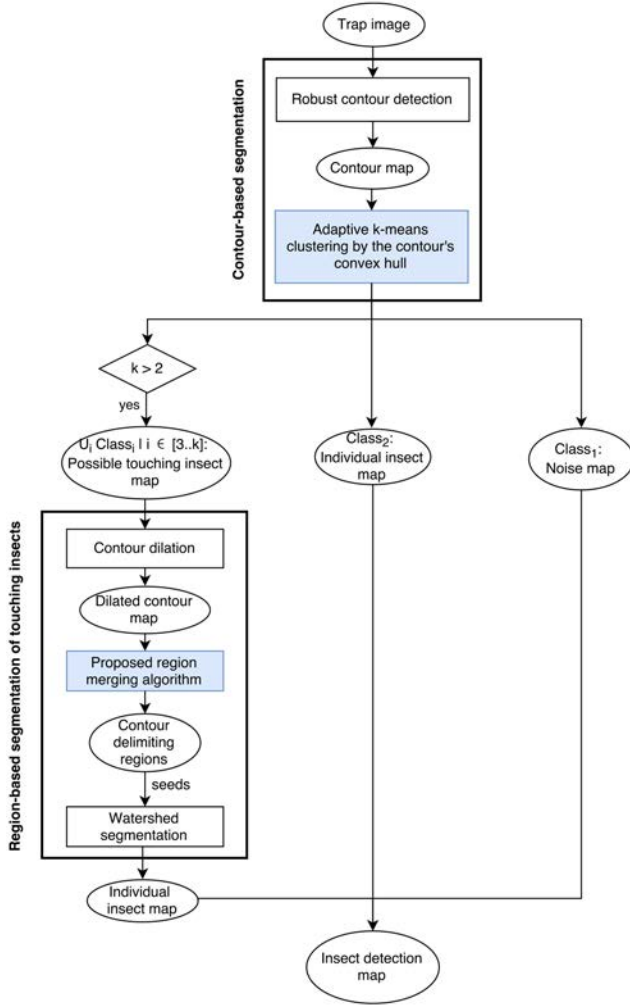 Trap image
Contour-based segmentation
Robust contour detection
Contour map
Adaptive k-means
clustering by the contour's
convex hull
k > 2
yes
U_i Class_i | i ∈ [3..k]:
Possible touching insect
map
Class_2:
Individual insect
map
Class_1:
Noise map
Region-based segmentation of touching insects
Contour dilation
Dilated contour
map
Proposed region
merging algorithm
Contour
delimiting
regions
seeds
Watershed
segmentation
Individual
insect map
Insect detection
map